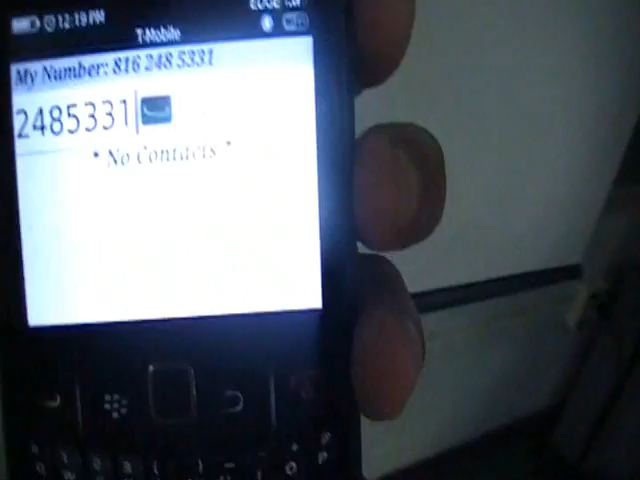 12:19 PM
EDGE
T-Mobile
My Number: 816 248 5331
2485331
* No Contacts *